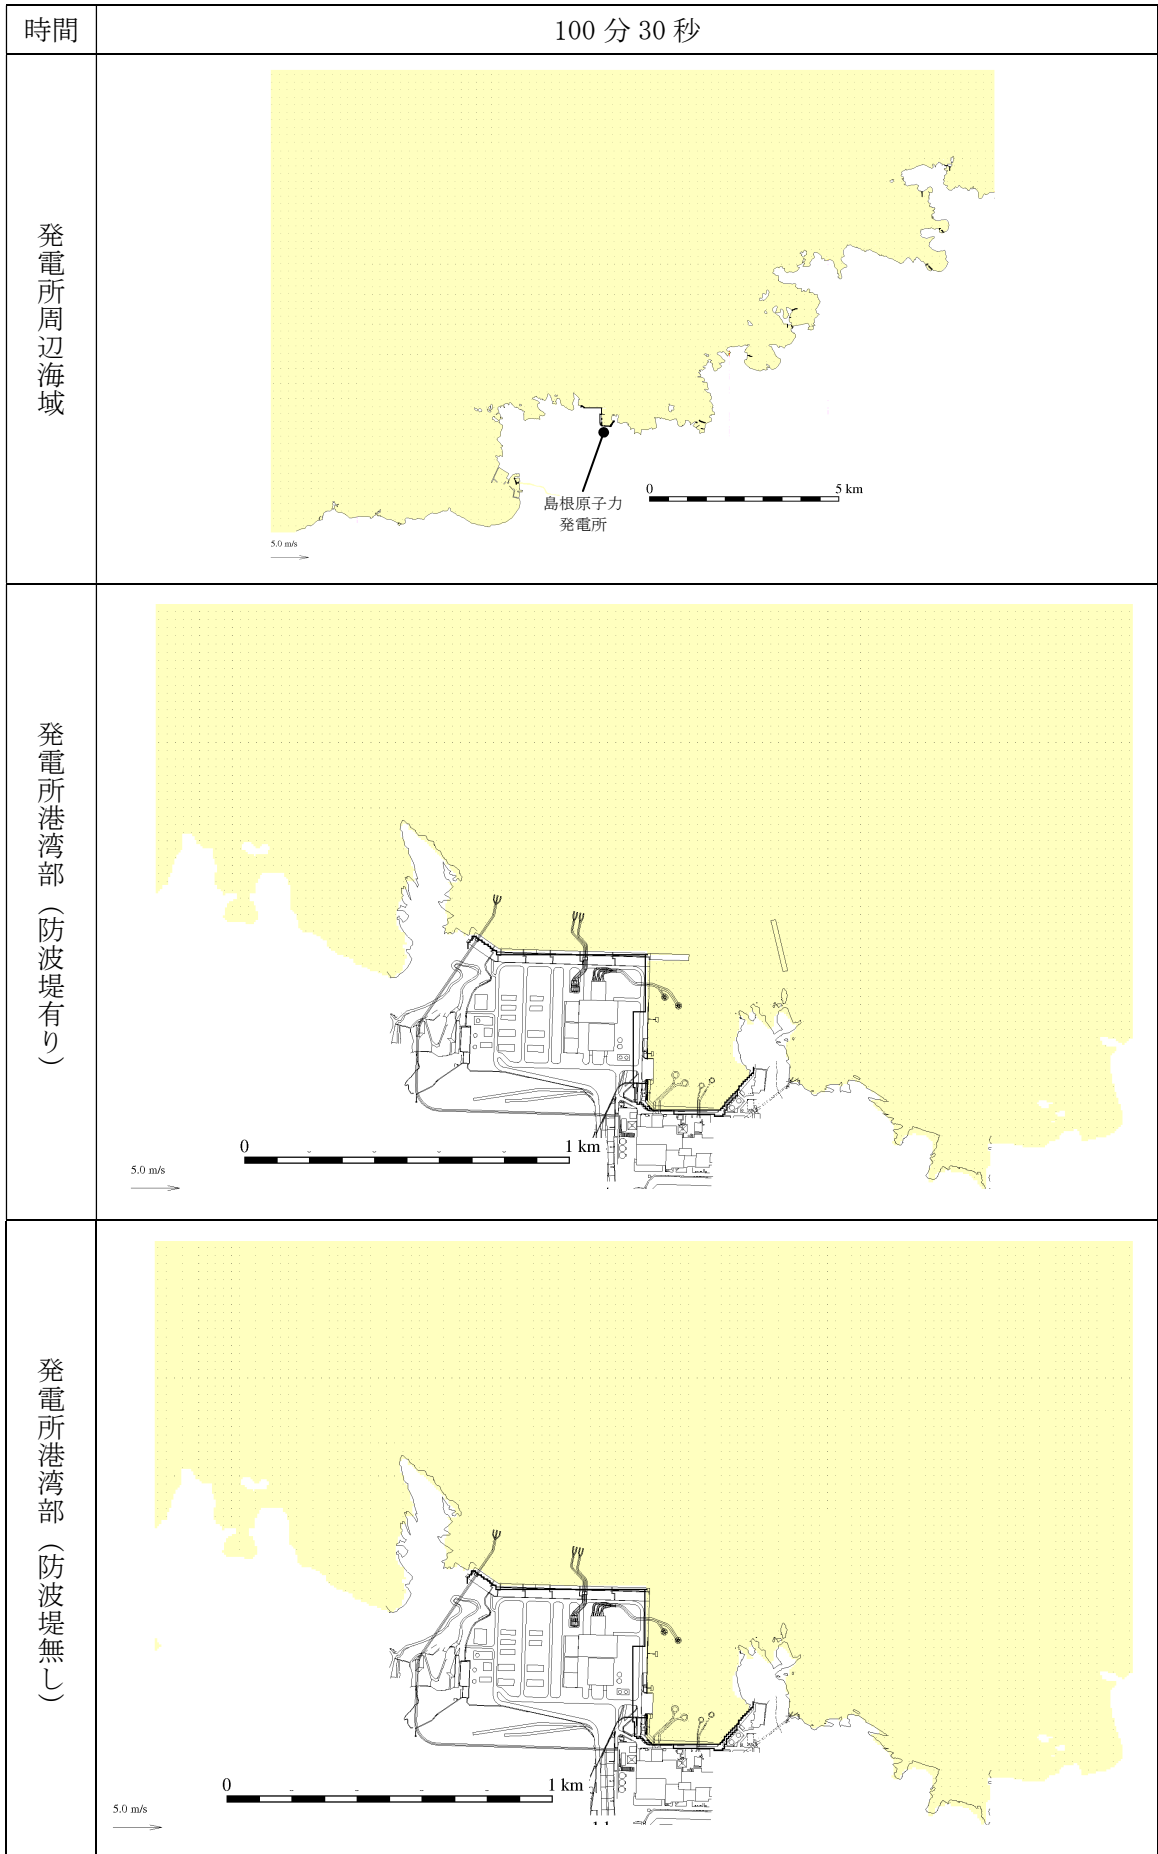 時間
100 分 30 秒
発電所周辺海域
島根原子力
発電所
0
5 km
5.0 m/s
発電所港湾部（防波堤有り）
0
1 km
5.0 m/s
発電所港湾部（防波堤無し）
0
1 km
5.0 m/s